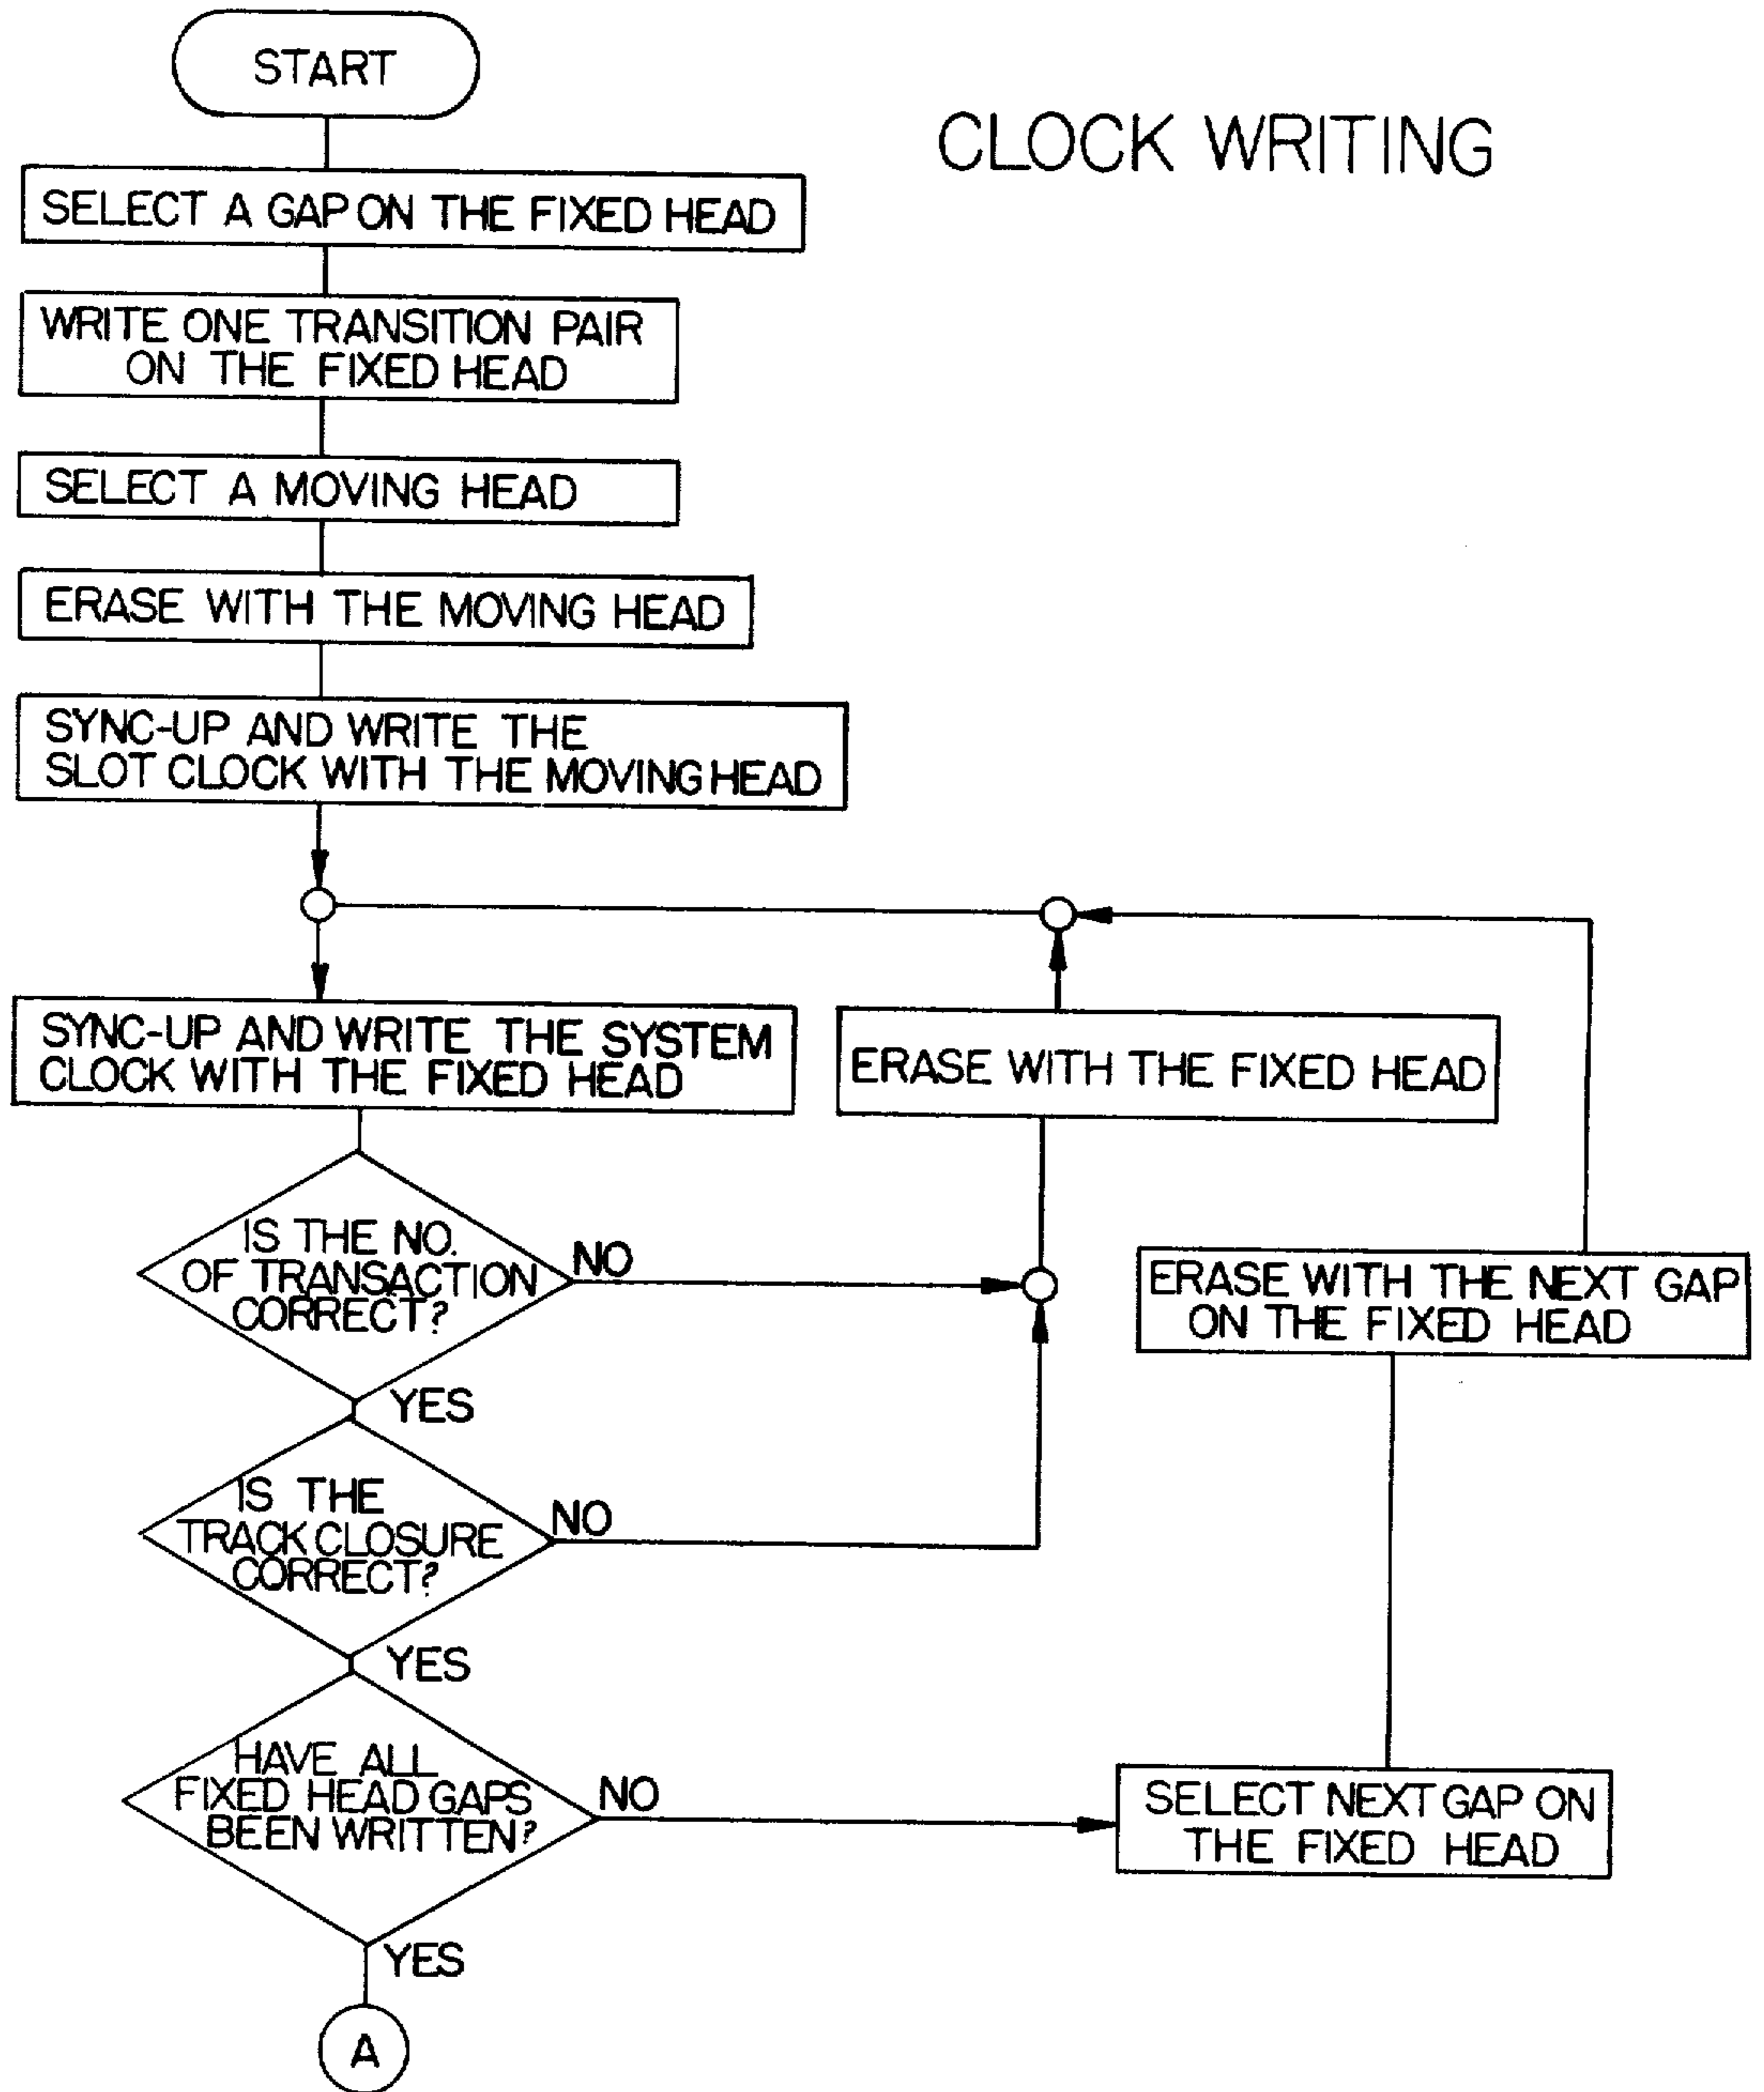 START
CLOCK WRITING
SELECT A GAP ON THE FIXED HEAD
WRITE ONE TRANSITION PAIR
ON THE FIXED HEAD
SELECT A MOVING HEAD
ERASE WITH THE MOVING HEAD
SYNC-UP AND WRITE THE
SLOT CLOCK WITH THE MOVING HEAD
SYNC-UP AND WRITE THE SYSTEM
CLOCK WITH THE FIXED HEAD
ERASE WITH THE FIXED HEAD
IS THE NO.
OF TRANSACTION
CORRECT?
NO
ERASE WITH THE NEXT GAP
ON THE FIXED HEAD
YES
IS THE
TRACK CLOSURE
CORRECT?
NO
YES
HAVE ALL
FIXED HEAD GAPS
BEEN WRITTEN?
NO
SELECT NEXT GAP ON
THE FIXED HEAD
YES
A